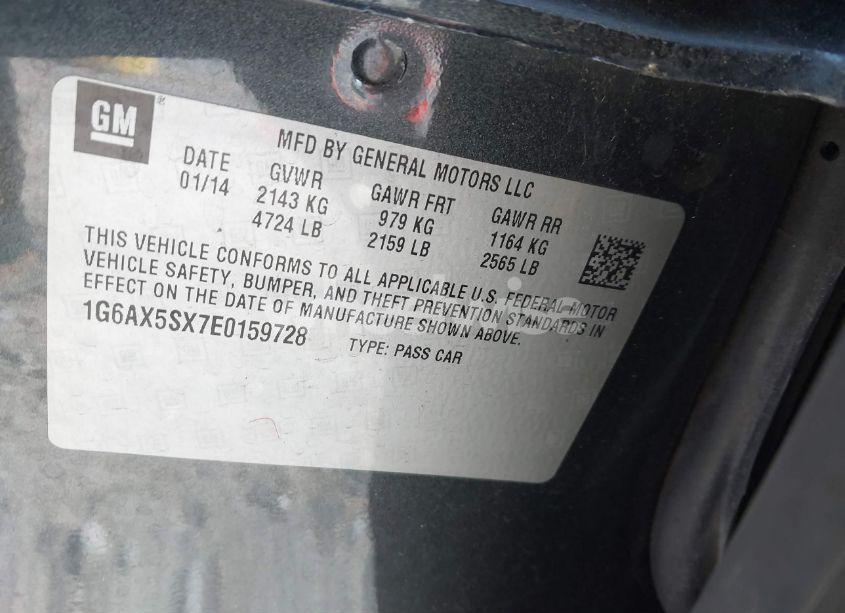 GM
MFD BY GENERAL MOTORS LLC
DATE GVWR GAWR FRT GAWR RR
01/14 2143 KG 979 KG 1164 KG
4724 LB 2159 LB 2565 LB
THIS VEHICLE CONFORMS TO ALL APPLICABLE U.S. FEDERAL MOTOR
VEHICLE SAFETY, BUMPER, AND THEFT PREVENTION STANDARDS IN
EFFECT ON THE DATE OF MANUFACTURE SHOWN ABOVE.
1G6AX5SX7E0159728 TYPE: PASS CAR